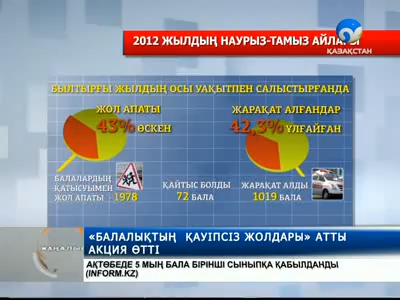 2012 ЖЫЛДЫҢ НАУРЫЗ-ТАМЫЗ АЙЛАРЫ
ҚАЗАҚСТАН
БЫЛТЫРҒЫ ЖЫЛДЫҢ ОСЫ УАҚЫТПЕН САЛЫСТЫРҒАНДА
ЖОЛ АПАТЫ
43% ӨСКЕН
ЖАРАҚАТ АЛҒАНДАР
42,3% ҰЛҒАЙҒАН
БАЛАЛАРДЫҢ
ҚАТЫСУЫМЕН
ЖОЛ АПАТЫ - 1978
ҚАЙТЫС БОЛДЫ
72 БАЛА
ЖАРАҚАТ АЛДЫ
1019 БАЛА
«БАЛАЛЫҚТЫҢ ҚАУІПСІЗ ЖОЛДАРЫ» АТТЫ
АКЦИЯ ӨТТІ
АҚТӨБЕДЕ 5 МЫҢ БАЛА БІРІНШІ СЫНЫПҚА ҚАБЫЛДАНДЫ
(INFORM.KZ)